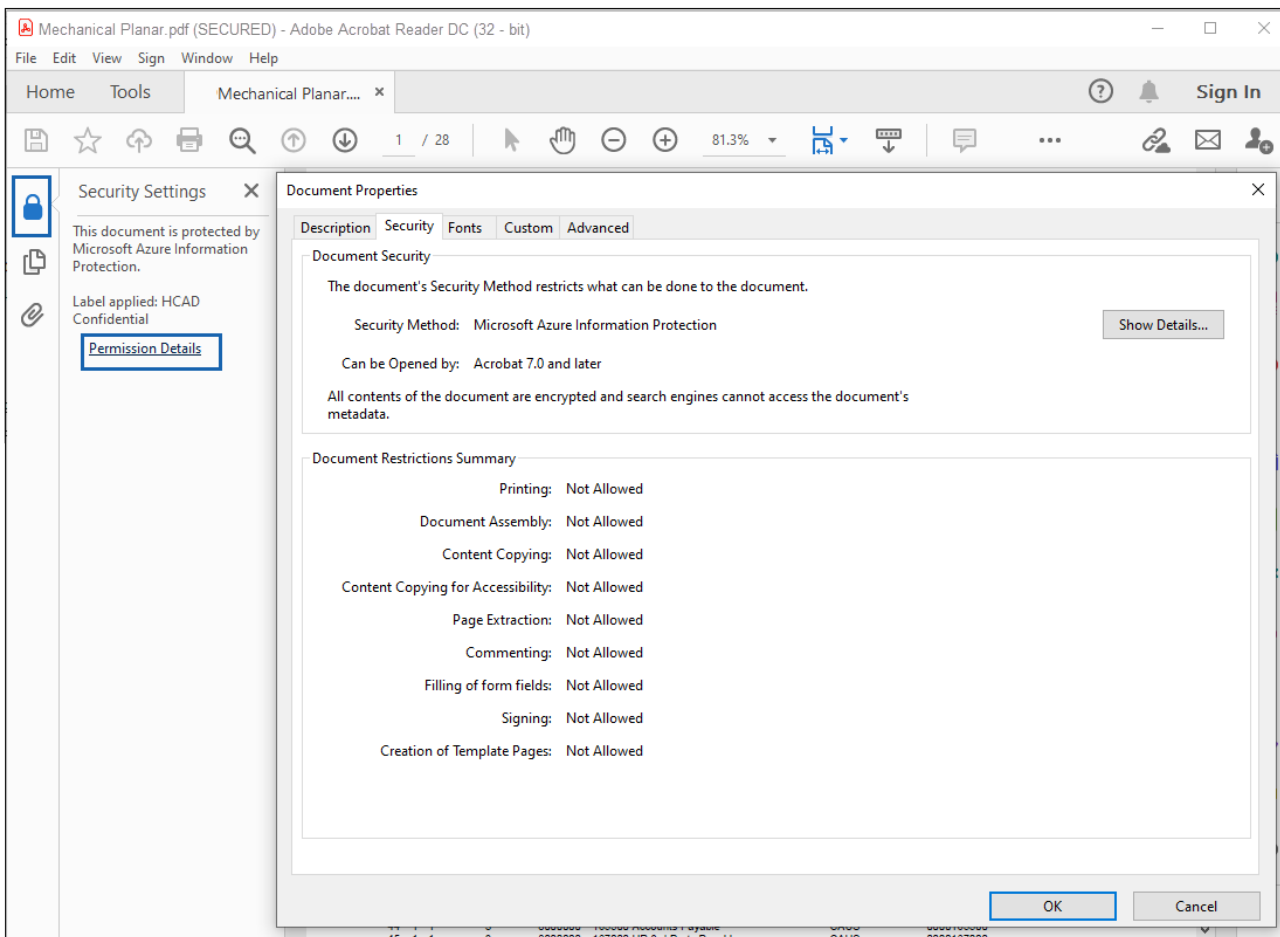 Mechanical Planar.pdf (SECURED) - Adobe Acrobat Reader DC (32 - bit)
File Edit View Sign Window Help
Home Tools Mechanical Planar.... × Sign In
1 / 28 81.3%
Security Settings
This document is protected by
Microsoft Azure Information
Protection.
Label applied: HCAD
Confidential
Permission Details
Document Properties
Description Security Fonts Custom Advanced
Document Security
The document's Security Method restricts what can be done to the document.
Security Method: Microsoft Azure Information Protection
Show Details...
Can be Opened by: Acrobat 7.0 and later
All contents of the document are encrypted and search engines cannot access the document's
metadata.
Document Restrictions Summary
Printing: Not Allowed
Document Assembly: Not Allowed
Content Copying: Not Allowed
Content Copying for Accessibility: Not Allowed
Page Extraction: Not Allowed
Commenting: Not Allowed
Filling of form fields: Not Allowed
Signing: Not Allowed
Creation of Template Pages: Not Allowed
OK Cancel